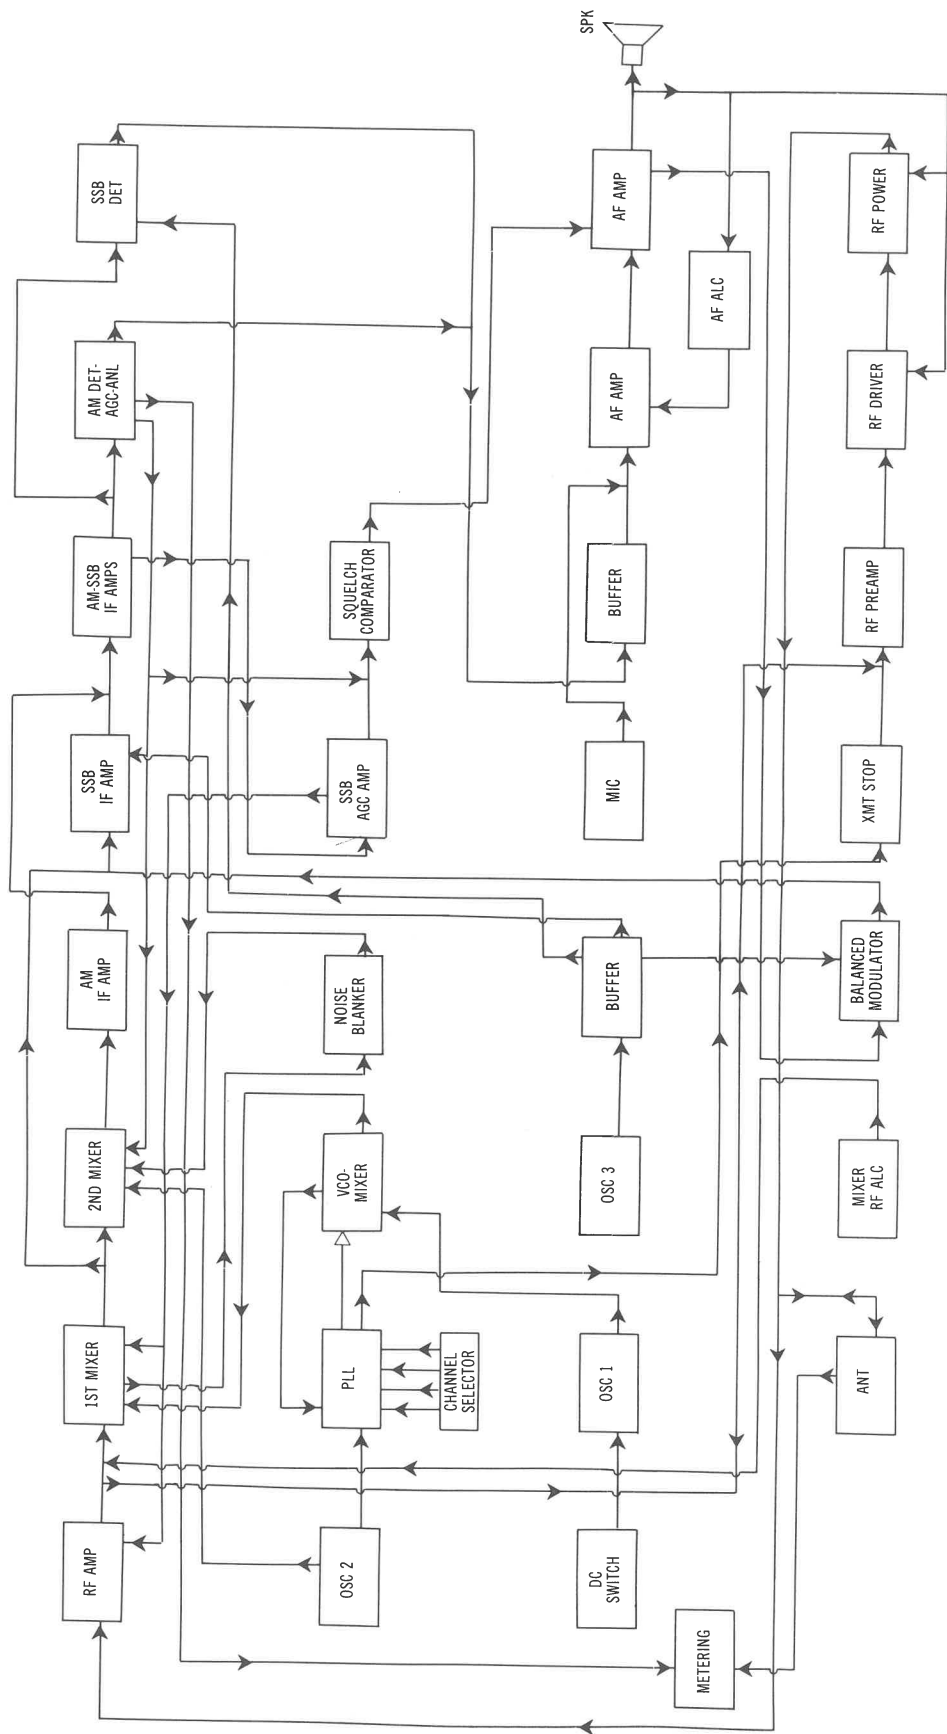 RF AMP
1ST MIXER
2ND MIXER
AM
IF AMP
SSB
IF AMP
AM-SSB
IF AMPS
AM DET-
AGC-ANL
SSB
DET
OSC 2
PLL
CHANNEL
SELECTOR
VCO-
MIXER
NOISE
BLANKER
SSB
AGC AMP
SQUELCH
COMPARATOR
DC
SWITCH
OSC 1
OSC 3
BUFFER
MIC
BUFFER
AF AMP
AF AMP
SPK
METERING
AF ALC
ANT
MIXER
RF ALC
BALANCED
MODULATOR
XMT STOP
RF PREAMP
RF DRIVER
RF POWER